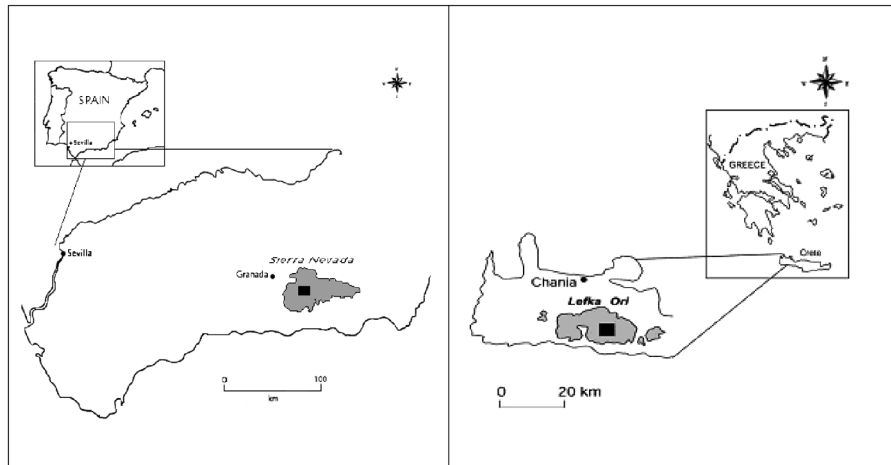 SPAIN
Sevilla
Sevilla
Sierra Nevada
Granada
0 100
km
GREECE
Crete
Chania
Lefka Ori
0 20 km